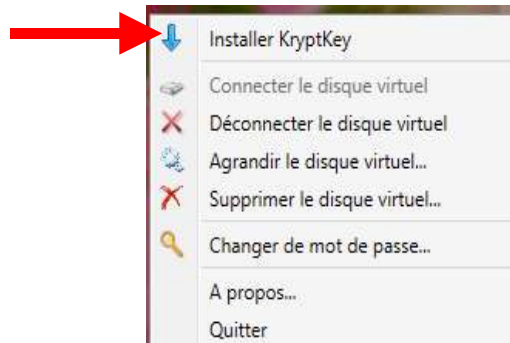 Installer KryptKey
Connecter le disque virtuel
Déconnecter le disque virtuel
Agrandir le disque virtuel...
Supprimer le disque virtuel...
Changer de mot de passe...
A propos...
Quitter